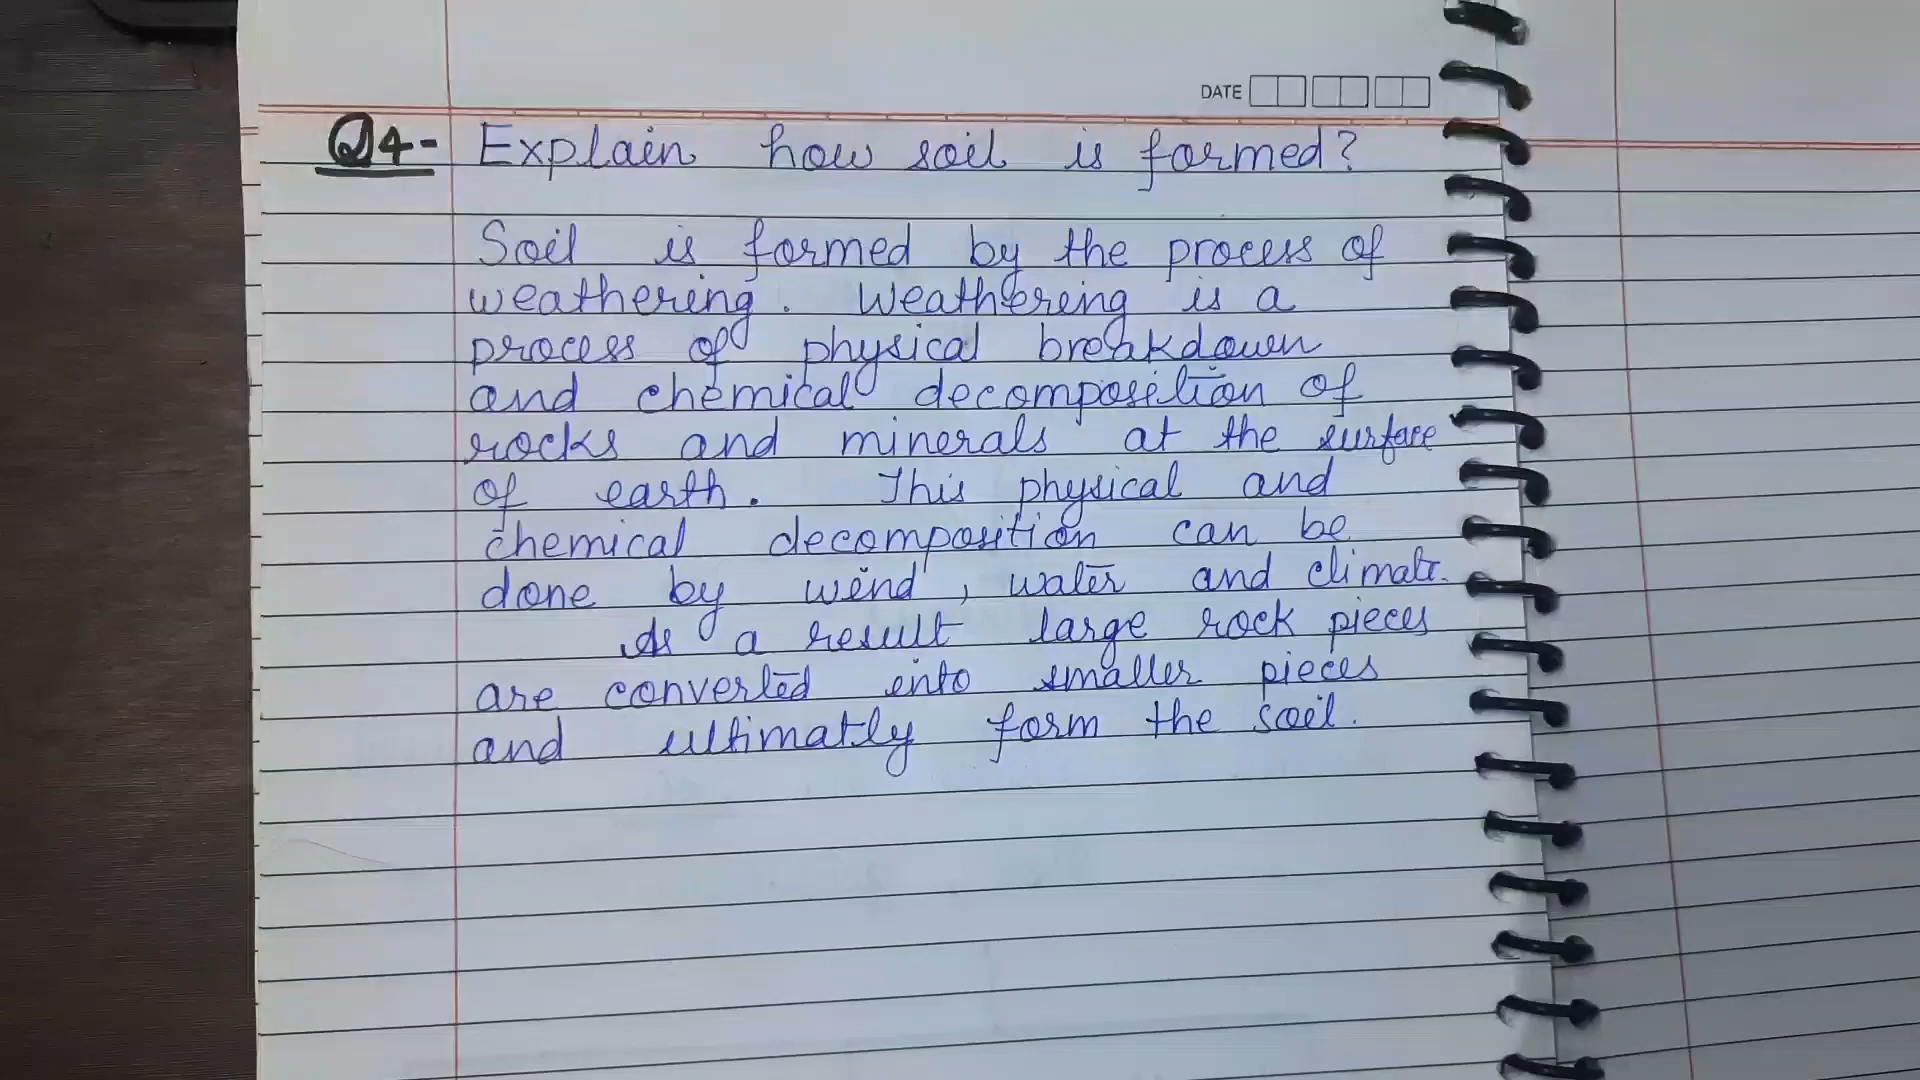 DATE
Q4- Explain how soil is formed?
Soil is formed by the process of
weathering. Weathering is a
process of physical breakdown
and chemical decomposition of
rocks and minerals at the surface
of earth. This physical and
chemical decomposition can be
done by wind, water and climate.
As a result large rock pieces
are converted into smaller pieces
and ultimatly form the soil.